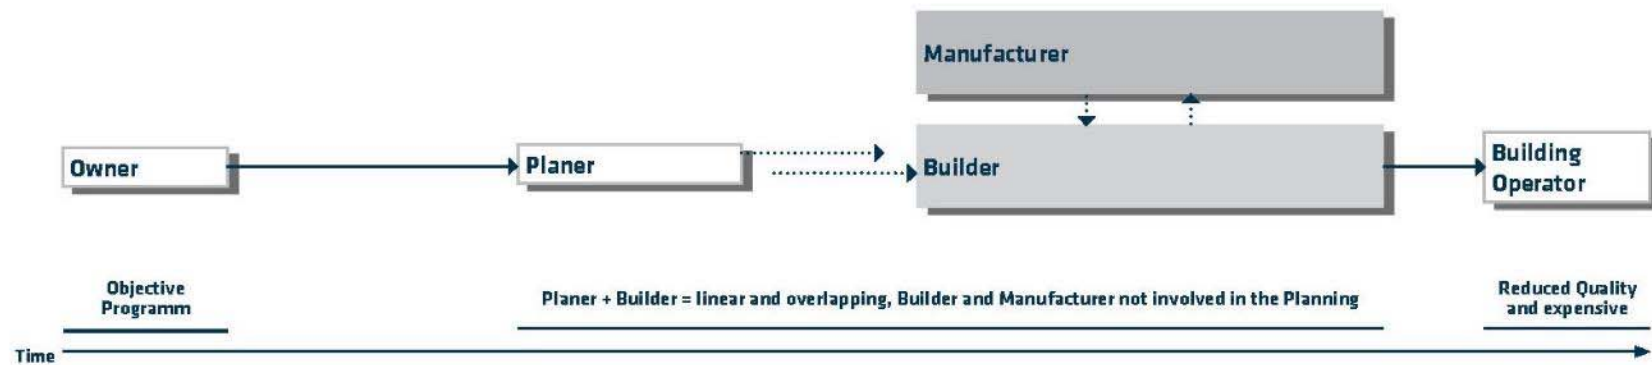 Manufacturer
Owner
Planer
Builder
Building
Operator
Objective
Programm
Planer + Builder = linear and overlapping, Builder and Manufacturer not involved in the Planning
Reduced Quality
and expensive
Time